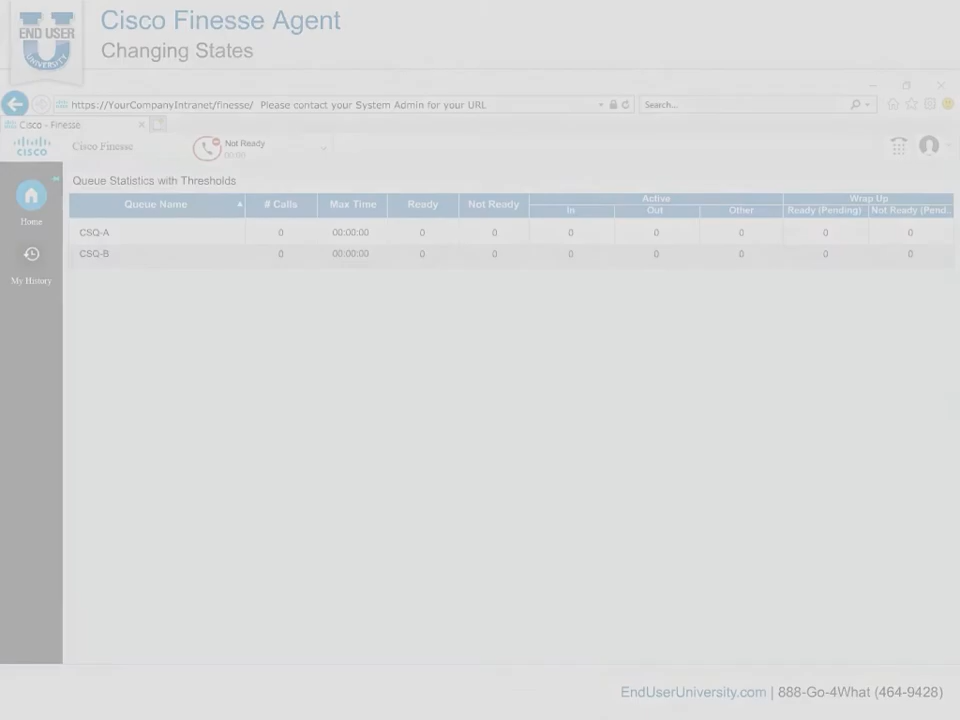 END USER
UNIVERSITY
Cisco Finesse Agent
Changing States
https://YourCompanyIntranet/finesse/ Please contact your System Admin for your URL
Search...
Cisco - Finesse
CISCO
Cisco Finesse
Not Ready
00:00
Queue Statistics with Thresholds
Queue Name # Calls Max Time Ready Not Ready Active Wrap Up
In Out Other Ready (Pending) Not Ready (Pend...
CSQ-A 0 00:00:00 0 0 0 0 0 0 0
CSQ-B 0 00:00:00 0 0 0 0 0 0 0
Home
My History
EndUserUniversity.com | 888-Go-4What (464-9428)